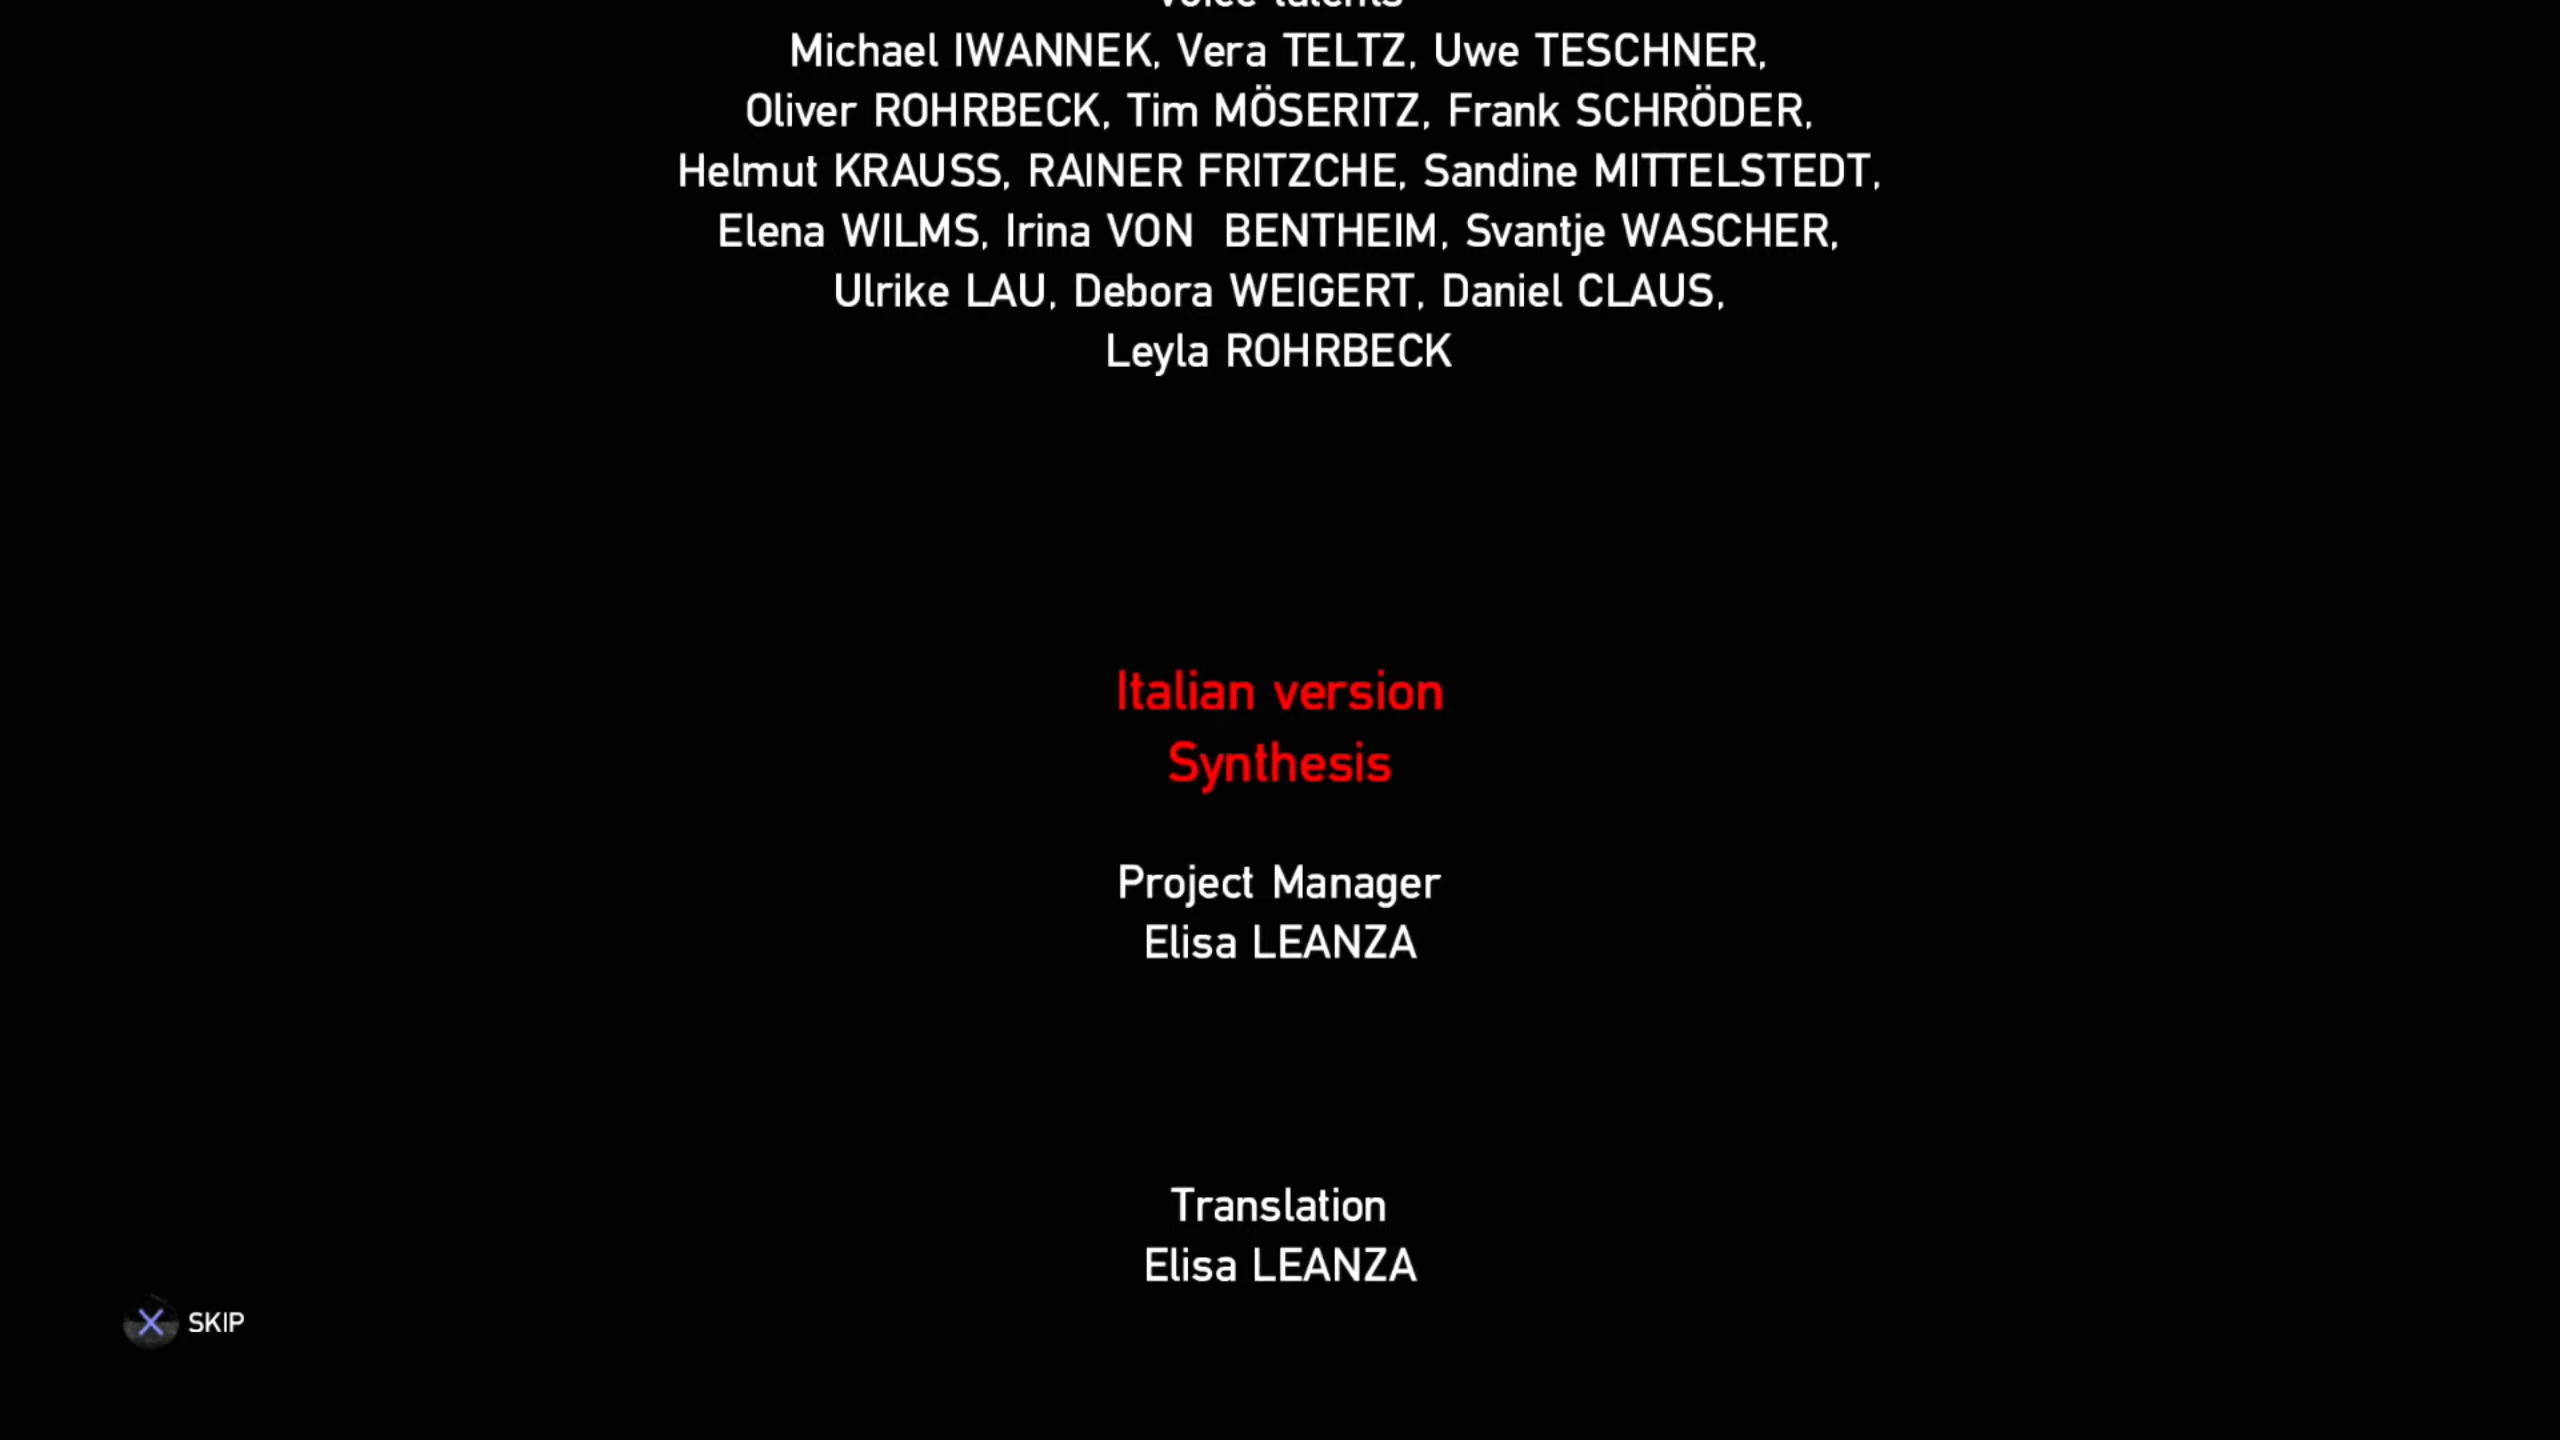 Voice talents
Michael IWANNEK, Vera TELTZ, Uwe TESCHNER,
Oliver ROHRBECK, Tim MÖSERITZ, Frank SCHRÖDER,
Helmut KRAUSS, RAINER FRITZCHE, Sandine MITTELSTEDT,
Elena WILMS, Irina VON  BENTHEIM, Svantje WASCHER,
Ulrike LAU, Debora WEIGERT, Daniel CLAUS,
Leyla ROHRBECK
Italian version
Synthesis
Project Manager
Elisa LEANZA
Translation
Elisa LEANZA
SKIP